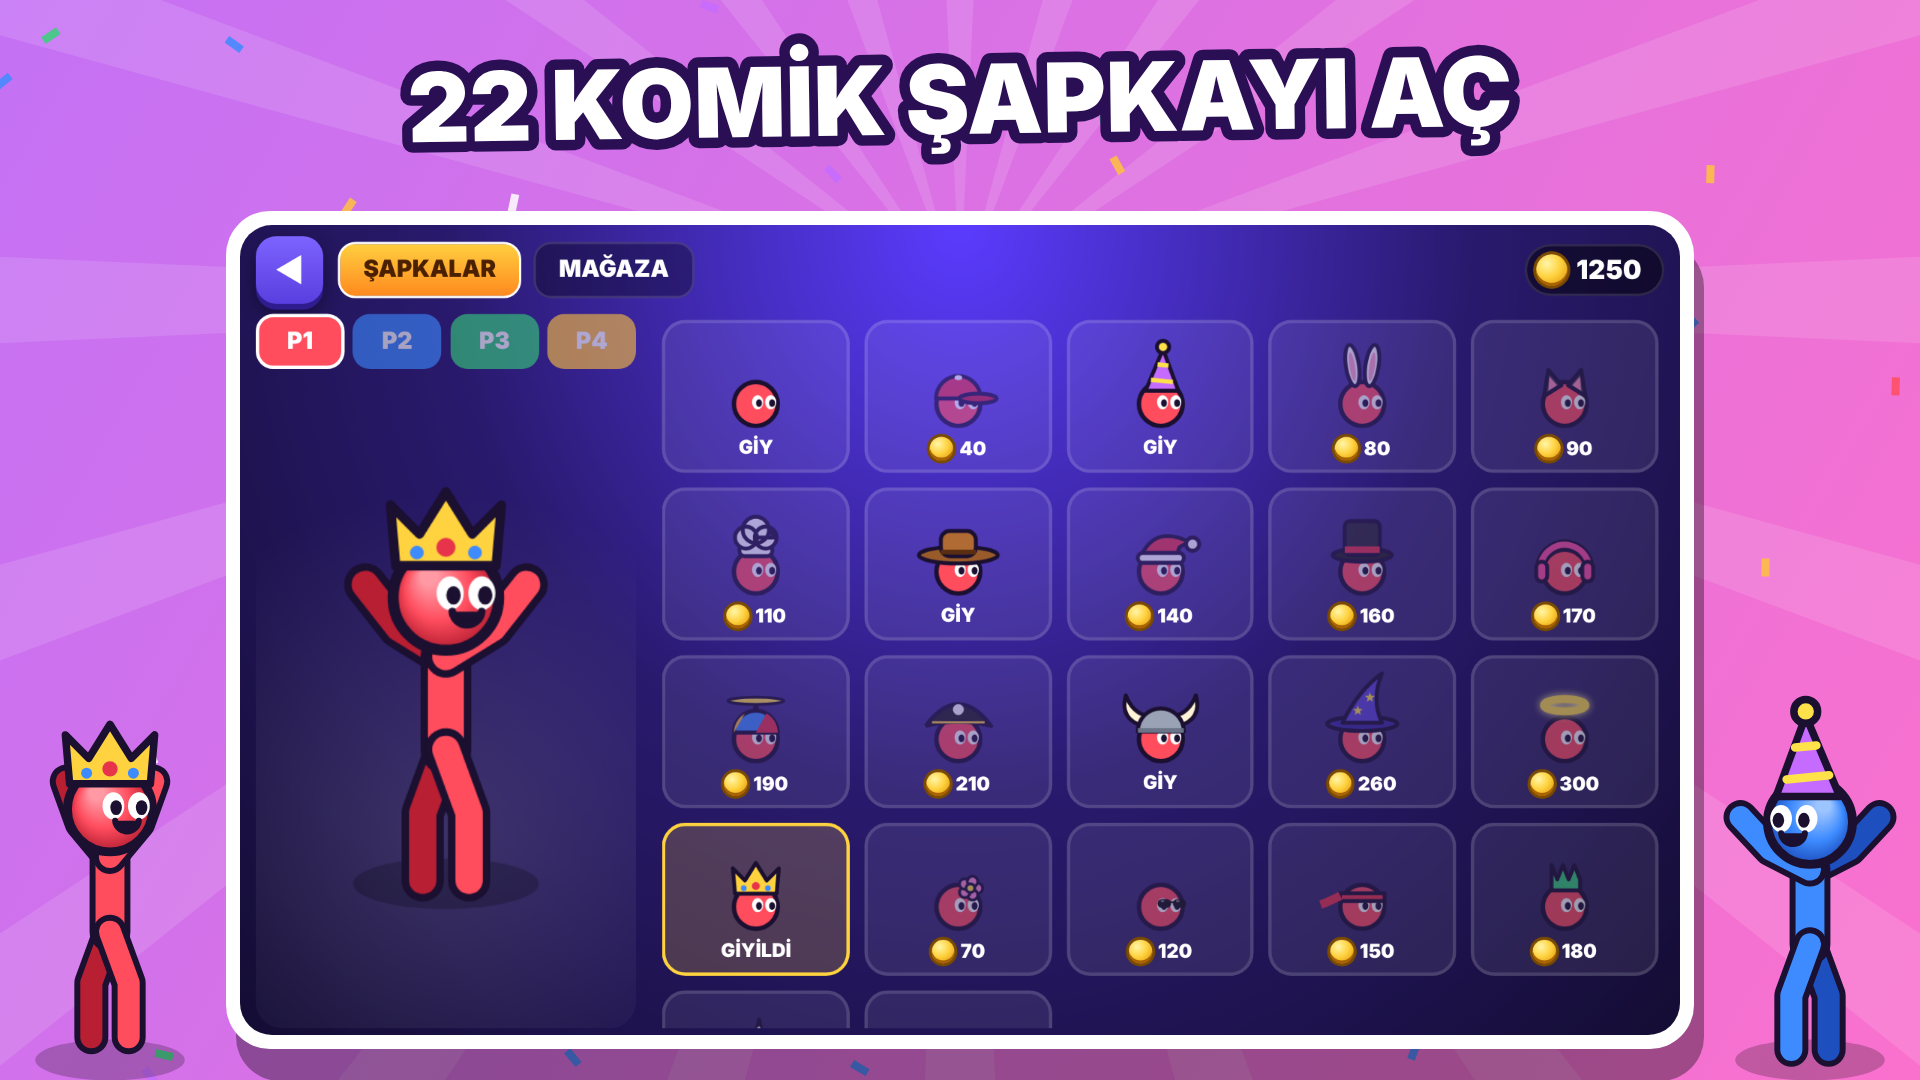 22 KOMİK ŞAPKAYI AÇ
ŞAPKALAR
MAĞAZA
1250
P1
P2
P3
P4
GİY
40
GİY
80
90
110
GİY
140
160
170
190
210
GİY
260
300
GİYİLDİ
70
120
150
180